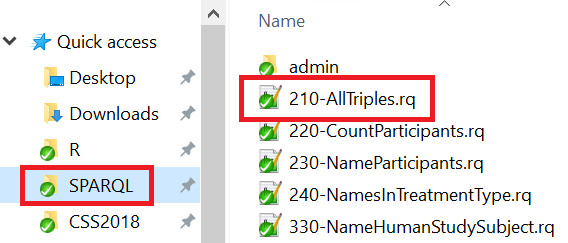 Quick access
Desktop
Downloads
R
SPARQL
CSS2018
Name
admin
210-AllTriples.rq
220-CountParticipants.rq
230-NameParticipants.rq
240-NamesInTreatmentType.rq
330-NameHumanStudySubject.rq